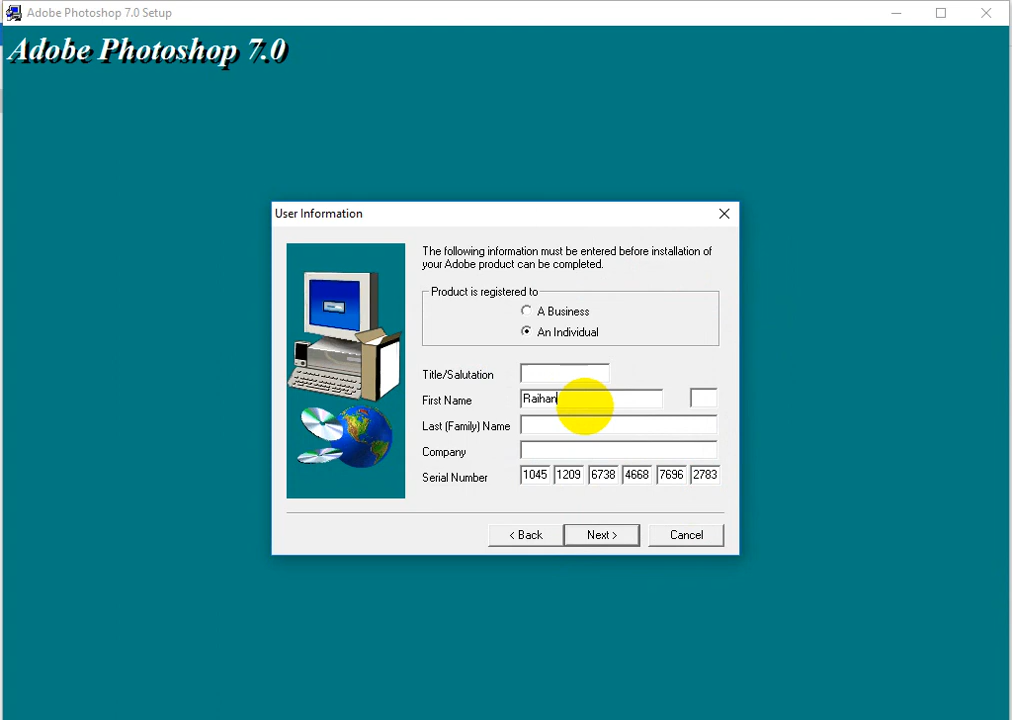 Adobe Photoshop 7.0 Setup
Adobe Photoshop 7.0
User Information
The following information must be entered before installation of
your Adobe product can be completed.
Product is registered to
A Business
An Individual
Title/Salutation
First Name Raihan
Last (Family) Name
Company
Serial Number 1045 1209 6738 4668 7696 2783
< Back Next > Cancel